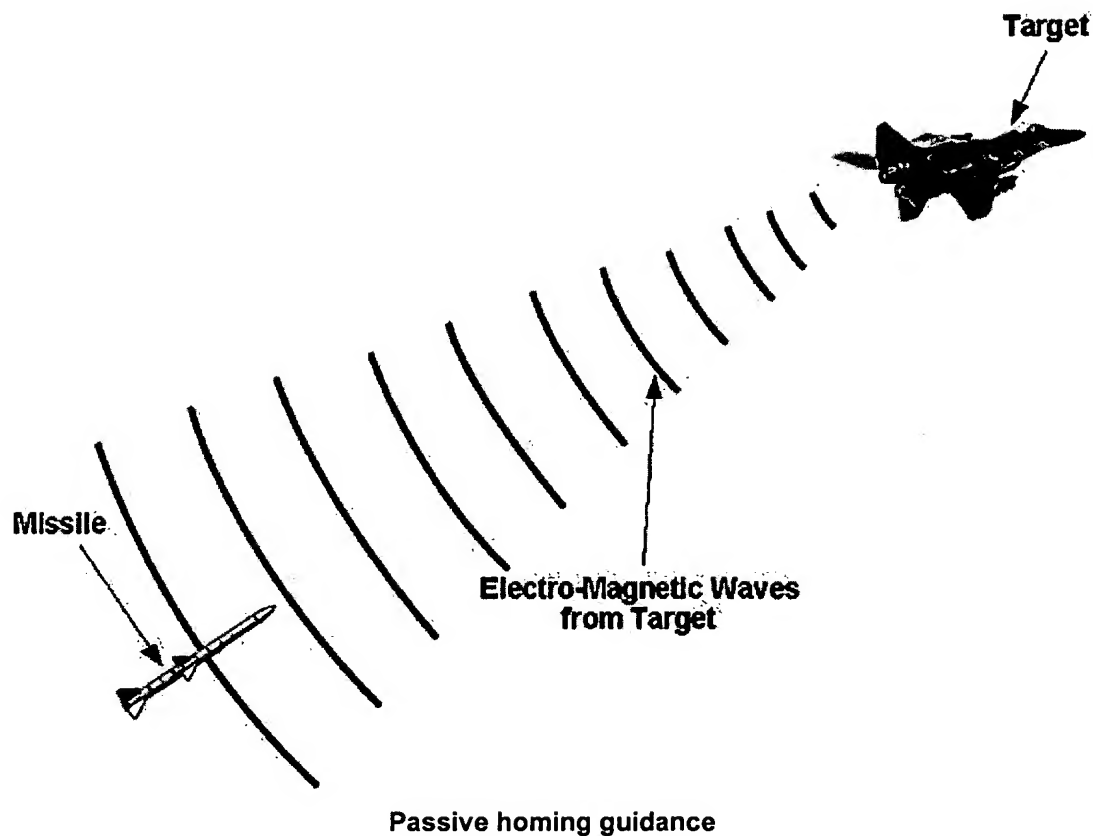 Target
Missile
Electro-Magnetic Waves
from Target
Passive homing guidance